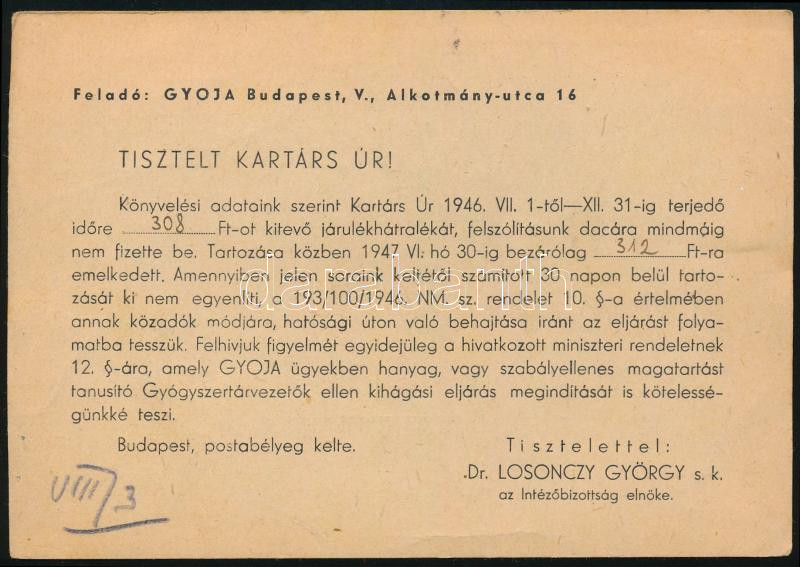 Feladó: GYOJA Budapest, V., Alkotmány-utca 16
TISZTELT KARTÁRS ÚR!
Könyvelési adataink szerint Kartárs Úr 1946. VII. 1-től—XII. 31-ig terjedő
időre 308 Ft-ot kitevő járulékhátralékát, felszólításunk dacára mindmáig
nem fizette be. Tartozása közben 1947 VI. hó 30-ig bezárólag 312 Ft-ra
emelkedett. Amennyiben jelen soraink keltétől számított 30 napon belül tarto-
zását ki nem egyenlíti, a 193/100/1946. NM. sz. rendelet 10. §-a értelmében
annak közadók módjára, hatósági úton való behajtása iránt az eljárást folya-
matba tesszük. Felhivjuk figyelmét egyidejüleg a hivatkozott miniszteri rendeletnek
12. §-ára, amely GYOJA ügyekben hanyag, vagy szabályellenes magatartást
tanusító Gyógyszertárvezetők ellen kihágási eljárás megindítását is kötelessé-
günkké teszi.
Budapest, postabélyeg kelte.
Tisztelettel:
Dr. LOSONCZY GYÖRGY s. k.
az Intézőbizottság elnöke.
VIII/3
darabanth